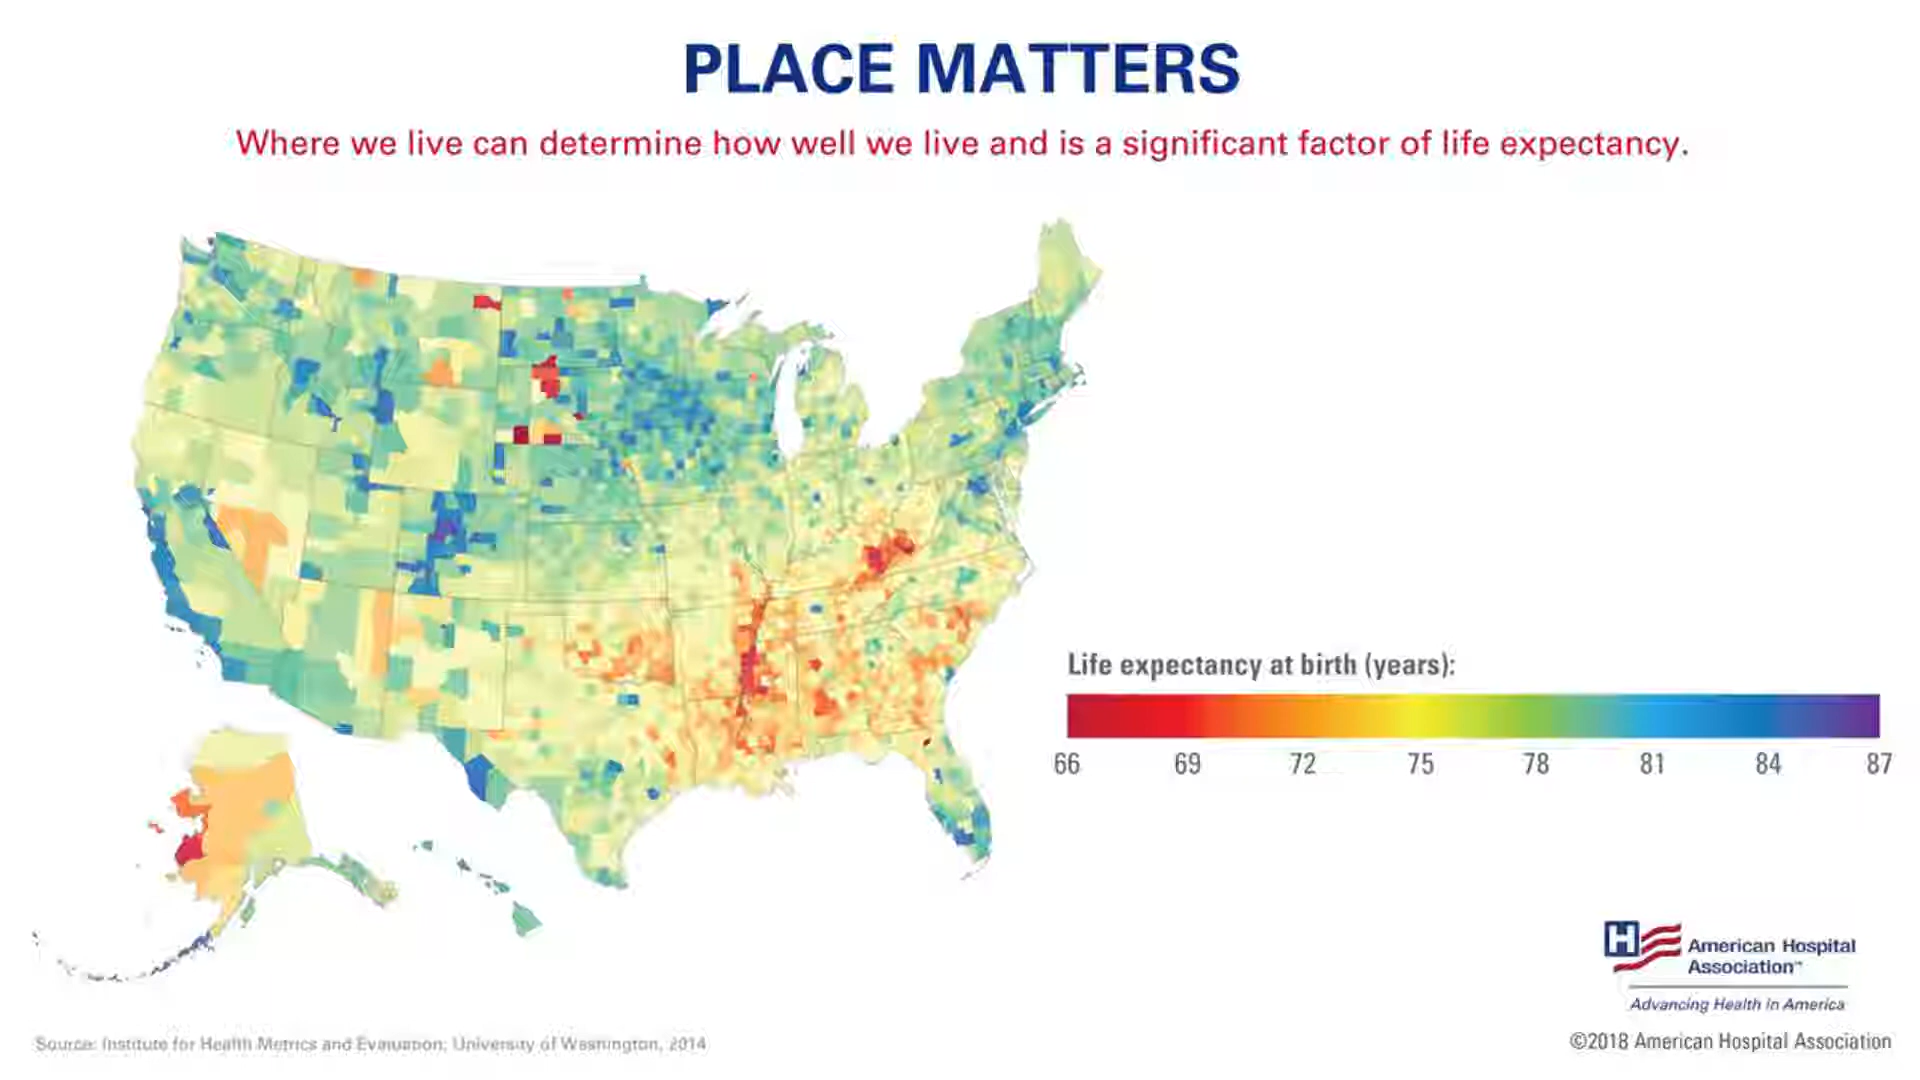 PLACE MATTERS
Where we live can determine how well we live and is a significant factor of life expectancy.
Life expectancy at birth (years):
66 69 72 75 78 81 84 87
H American Hospital
Association™
Advancing Health in America
Source: Institute for Health Metrics and Evaluation; University of Washington, 2014
©2018 American Hospital Association